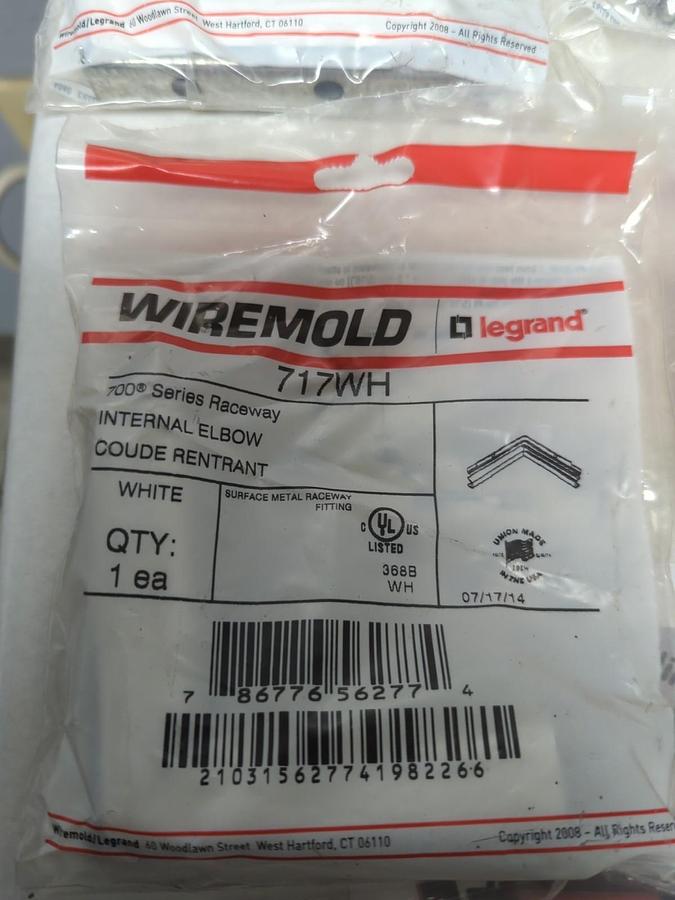 Wiremold/Legrand 60 Woodlawn Street West Hartford, CT 06110 Copyright 2008 - All Rights Reserved
WIREMOLD legrand®
717WH
700® Series Raceway
INTERNAL ELBOW
COUDE RENTRANT
WHITE
SURFACE METAL RACEWAY
FITTING
C UL US
LISTED
QTY:
1 ea
368B
WH
UNION MADE
IBEW
IN THE USA
07/17/14
7 86776 56277 4
21031562774198226 6
Wiremold/Legrand 60 Woodlawn Street West Hartford, CT 06110 Copyright 2008 - All Rights Reser